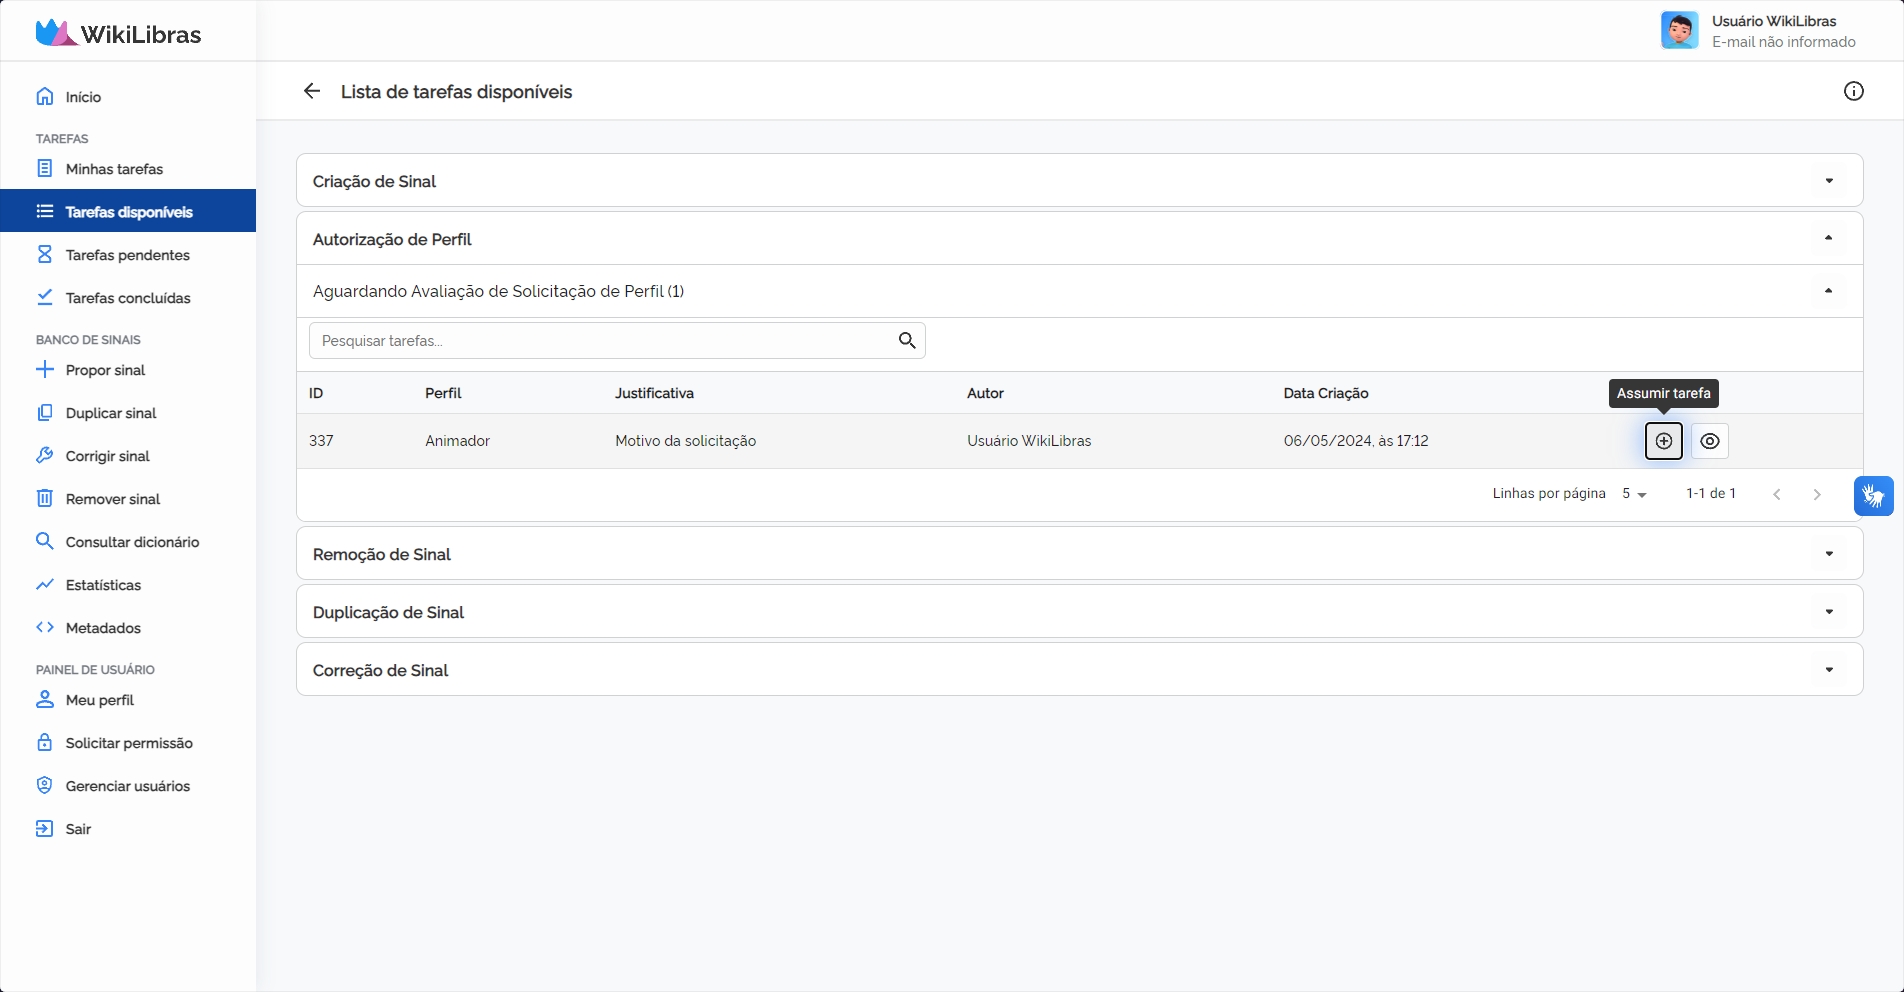 WikiLibras
Usuário WikiLibras
E-mail não informado
Início
TAREFAS
Minhas tarefas
Tarefas disponíveis
Tarefas pendentes
Tarefas concluídas
BANCO DE SINAIS
Propor sinal
Duplicar sinal
Corrigir sinal
Remover sinal
Consultar dicionário
Estatísticas
Metadados
PAINEL DE USUÁRIO
Meu perfil
Solicitar permissão
Gerenciar usuários
Sair
Lista de tarefas disponíveis
Criação de Sinal
Autorização de Perfil
Aguardando Avaliação de Solicitação de Perfil (1)
Pesquisar tarefas...
ID Perfil Justificativa Autor Data Criação
Assumir tarefa
337 Animador Motivo da solicitação Usuário WikiLibras 06/05/2024, às 17:12
Linhas por página 5 1-1 de 1
Remoção de Sinal
Duplicação de Sinal
Correção de Sinal